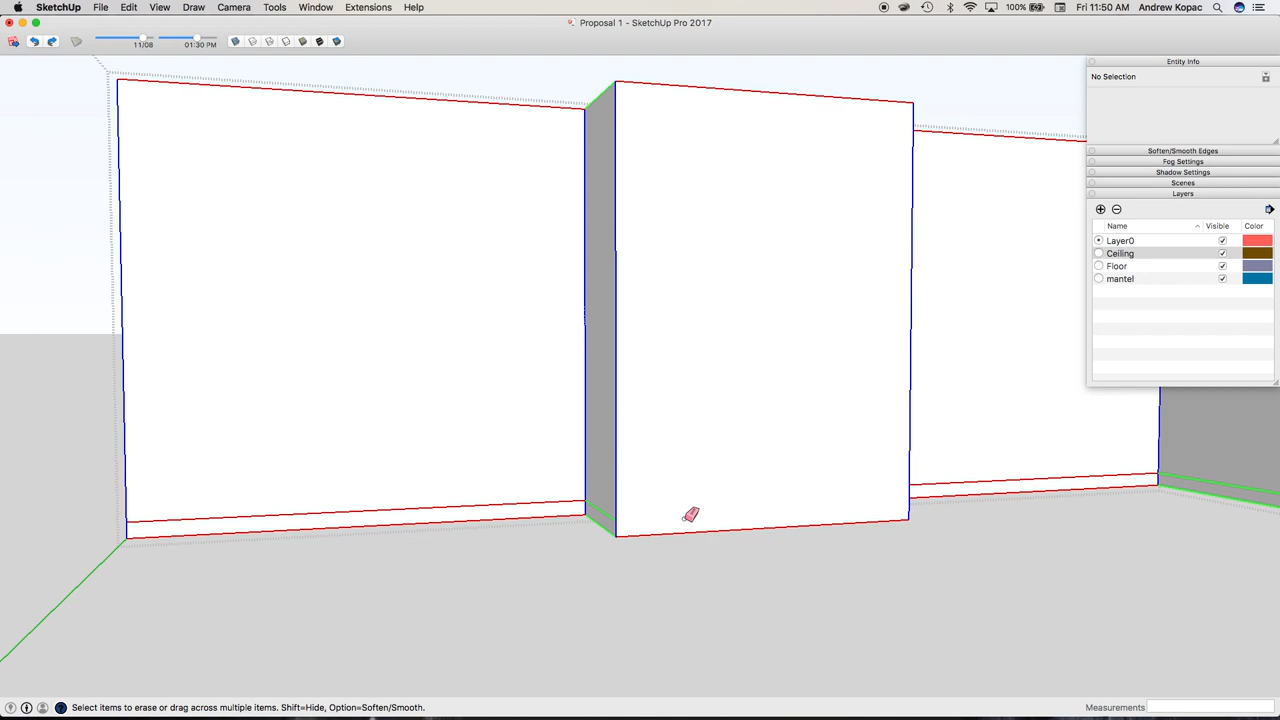 SketchUp File Edit View Draw Camera Tools Window Extensions Help 100% Fri 11:50 AM Andrew Kopac
Proposal 1 - SketchUp Pro 2017
11/08 01:30 PM
Entity Info
No Selection
Soften/Smooth Edges
Fog Settings
Shadow Settings
Scenes
Layers
Name Visible Color
Layer0
Ceiling
Floor
mantel
Select items to erase or drag across multiple items. Shift=Hide, Option=Soften/Smooth.
Measurements